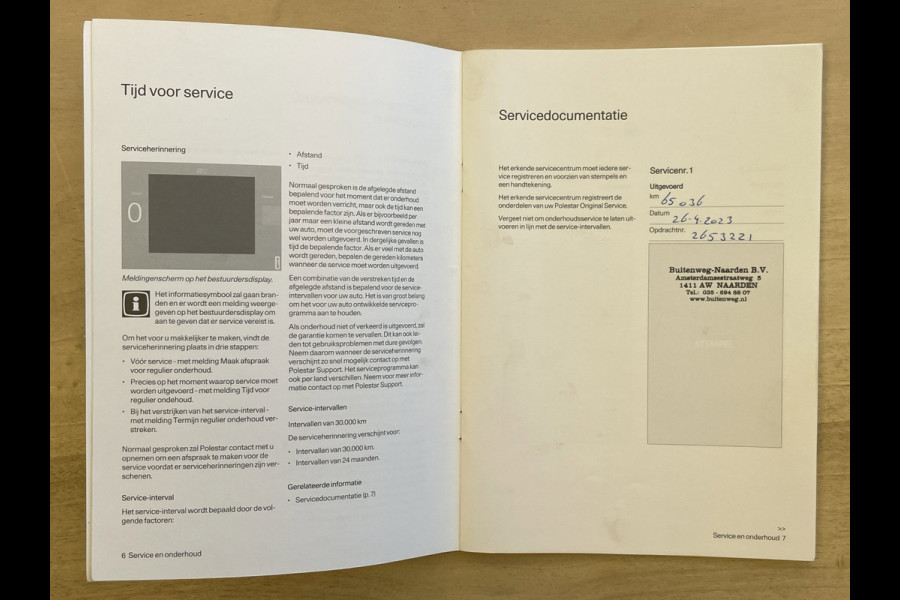 Tijd voor service
Serviceherinnering
0
Meldingenscherm op het bestuurdersdisplay.
Het informatiesymbool zal gaan bran-
den en er wordt een melding weerge-
geven op het bestuurdersdisplay om
aan te geven dat er service vereist is.
Om het voor u makkelijker te maken, vindt de
serviceherinnering plaats in drie stappen:
• Vóór service - met melding Maak afspraak
voor regulier onderhoud.
• Precies op het moment waarop service moet
worden uitgevoerd - met melding Tijd voor
regulier ondehoud.
• Bij het verstrijken van het service-interval -
met melding Termijn regulier onderhoud ver-
streken.
Normaal gesproken zal Polestar contact met u
opnemen om een afspraak te maken voor de
service voordat er serviceherinneringen zijn ver-
schenen.
Service-interval
Het service-interval wordt bepaald door de vol-
gende factoren:
• Afstand
• Tijd
Normaal gesproken is de afgelegde afstand
bepalend voor het moment dat er onderhoud
moet worden verricht, maar ook de tijd kan een
bepalende factor zijn. Als er bijvoorbeeld per
jaar maar een kleine afstand wordt gereden met
uw auto, moet de voorgeschreven service nog
wel worden uitgevoerd. In dergelijke gevallen is
tijd de bepalende factor. Als er veel met de auto
wordt gereden, bepalen de gereden kilometers
wanneer de service moet worden uitgevoerd.
Een combinatie van de verstreken tijd en de
afgelegde afstand is bepalend voor de service-
intervallen voor uw auto. Het is van groot belang
om het voor uw auto ontwikkelde servicepro-
gramma aan te houden.
Als onderhoud niet of verkeerd is uitgevoerd, zal
de garantie komen te vervallen. Dit kan ook lei-
den tot gebruiksproblemen met dure gevolgen.
Neem daarom wanneer de serviceherinnering
verschijnt zo snel mogelijk contact op met
Polestar Support. Het serviceprogramma kan
ook per land verschillen. Neem voor meer infor-
matie contact op met Polestar Support.
Service-intervallen
Intervallen van 30.000 km
De serviceherinnering verschijnt voor:
• Intervallen van 30.000 km.
• Intervallen van 24 maanden.
Gerelateerde informatie
• Servicedocumentatie (p. 7)
6 Service en onderhoud
Servicedocumentatie
Het erkende servicecentrum moet iedere ser-
vice registreren en voorzien van stempels en
een handtekening.
Het erkende servicecentrum registreert de
onderdelen van uw Polestar Original Service.
Vergeet niet om onderhoudsservice te laten uit-
voeren in lijn met de service-intervallen.
Servicenr. 1
Uitgevoerd
km 65036
Datum 26-4-2023
Opdrachtnr. 2653221
Buitenweg-Naarden B.V.
Amsterdamsestraatweg 5
1411 AW NAARDEN
Tel.: 035 - 694 88 07
www.buitenweg.nl
STEMPEL
>>
Service en onderhoud 7